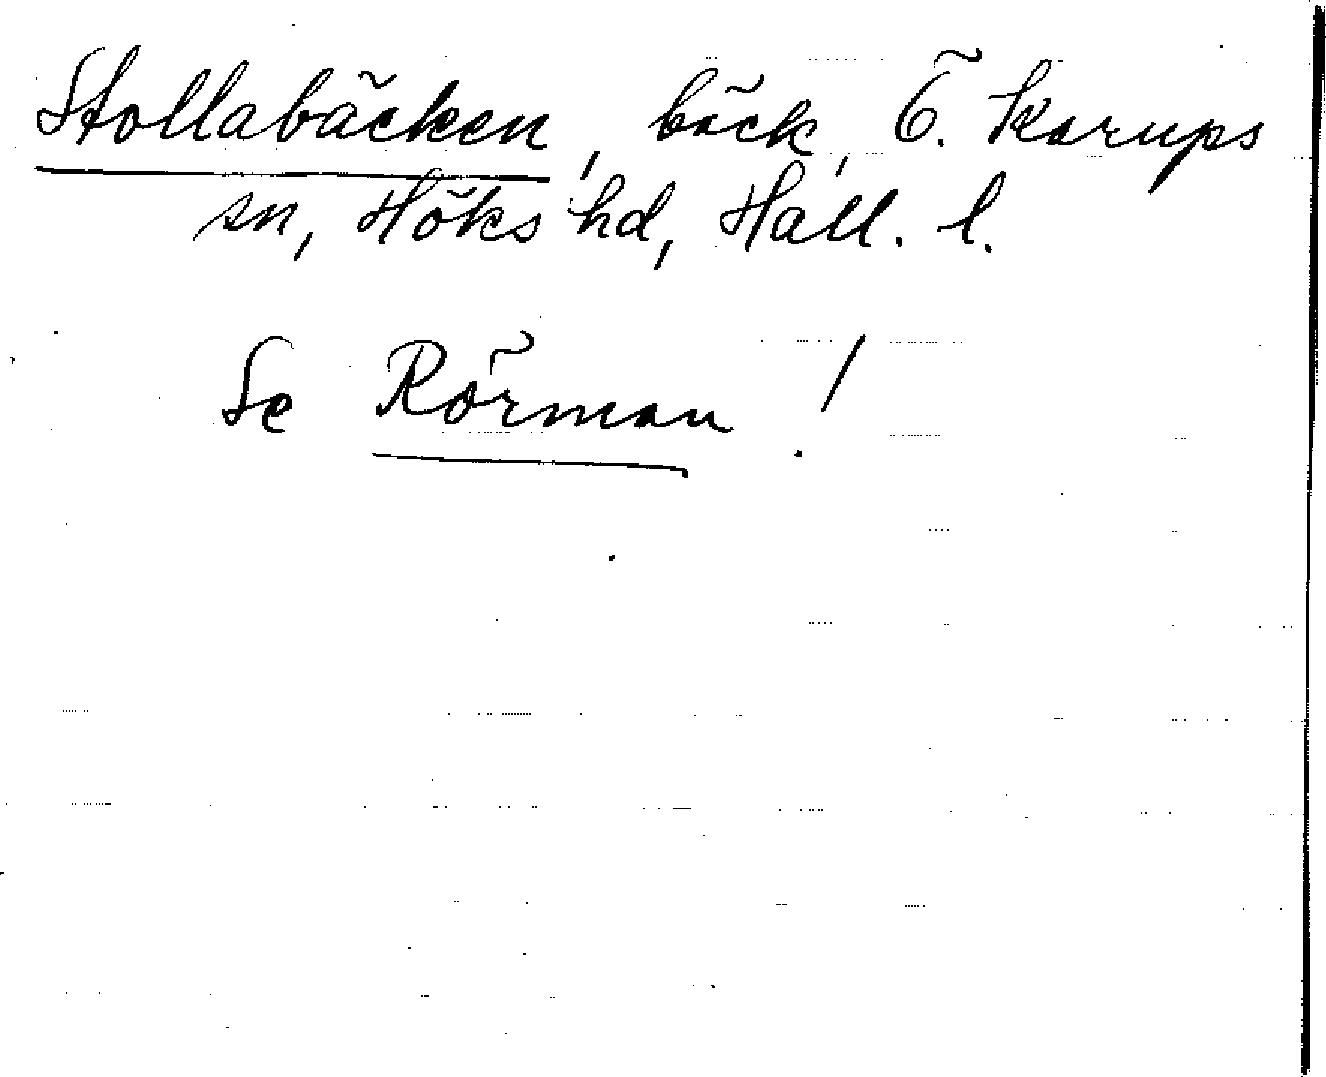 Stollabäcken, bäck, Ö. Karups
sn, Höks hd, Hall. l.
Se Rörman!